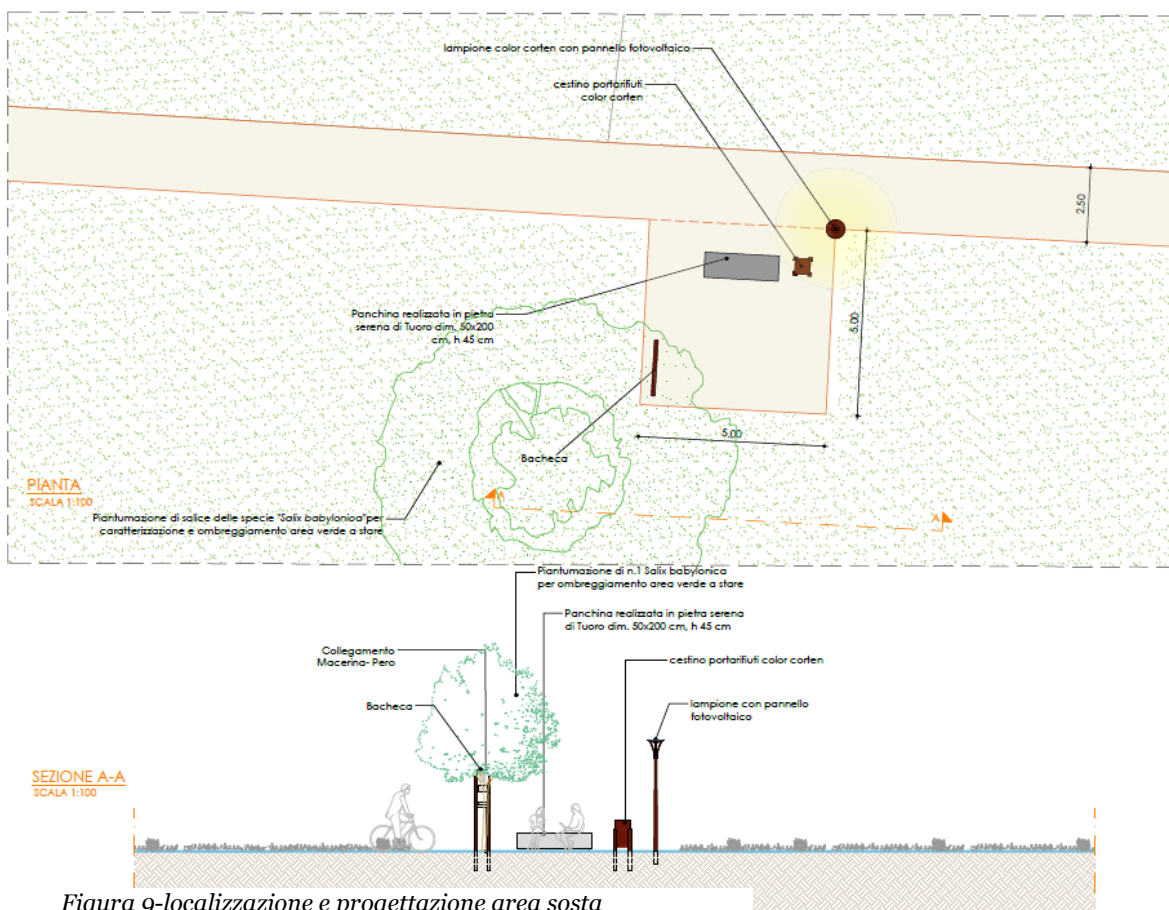 lampione color corten con pannello fotovoltaico
cestino portarifiuti
color corten
2.50
Panchina realizzata in pietra
serena di Tuoro dim. 50x200
cm, h 45 cm
5.00
5.00
Bacheca
A
A
PIANTA
SCALA 1:100
Piantumazione di salice delle specie "Salix babylonica"per
caratterizzazione e ombreggiamento area verde a stare
Piantumazione di n.1 Salix babylonica
per ombreggiamento area verde a stare
Panchina realizzata in pietra serena
di Tuoro dim. 50x200 cm, h 45 cm
Collegamento
Macerina- Pero
cestino portarifiuti color corten
Bacheca
lampione con pannello
fotovoltaico
SEZIONE A-A
SCALA 1:100
Figura 9-localizzazione e progettazione area sosta